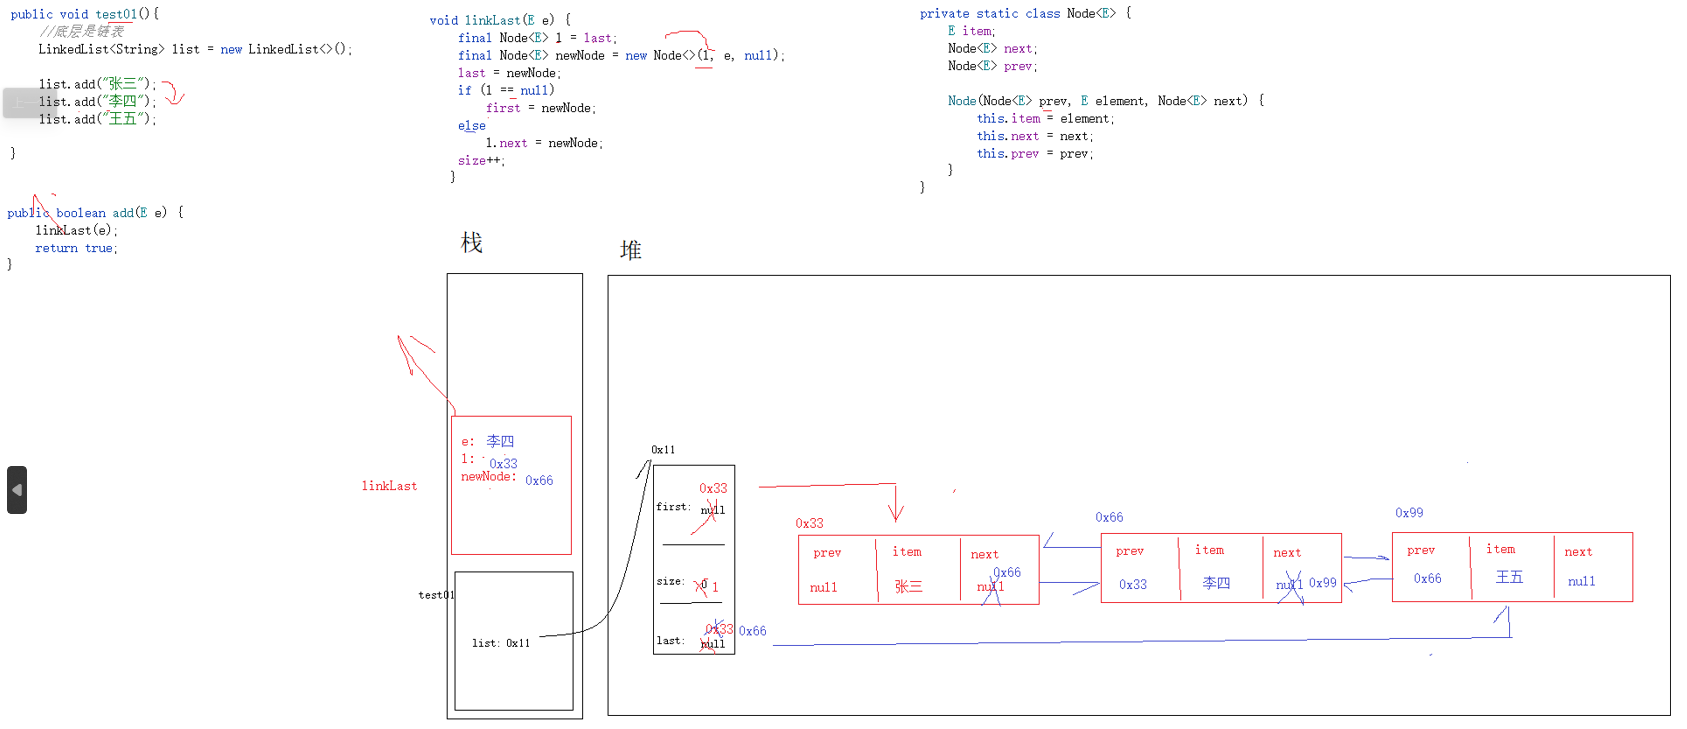 public void test01(){
//底层是链表
LinkedList<String> list = new LinkedList<>();
list.add("张三");
list.add("李四");
list.add("王五");
}
public boolean add(E e) {
linkLast(e);
return true;
}
void linkLast(E e) {
final Node<E> l = last;
final Node<E> newNode = new Node<>(l, e, null);
last = newNode;
if (l == null)
first = newNode;
else
l.next = newNode;
size++;
}
private static class Node<E> {
E item;
Node<E> next;
Node<E> prev;
Node(Node<E> prev, E element, Node<E> next) {
this.item = element;
this.next = next;
this.prev = prev;
}
}
栈
堆
e: 李四
l: 0x33
newNode: 0x66
linkLast
test01
list: 0x11
0x11
0x33
first: null
size: 0 1
0x33 0x66
last: null
0x33
prev item next
0x66
null 张三 null
0x66
prev item next
0x33 李四 null 0x99
0x99
prev item next
0x66 王五 null